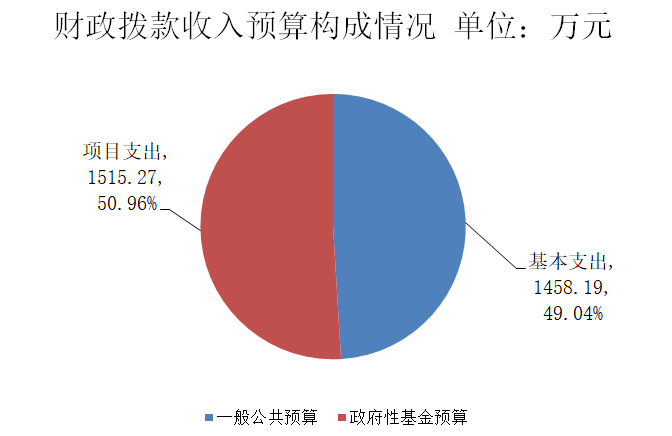 财政拨款收入预算构成情况 单位：万元
项目支出,
1515.27,
50.96%
基本支出,
1458.19,
49.04%
一般公共预算 政府性基金预算